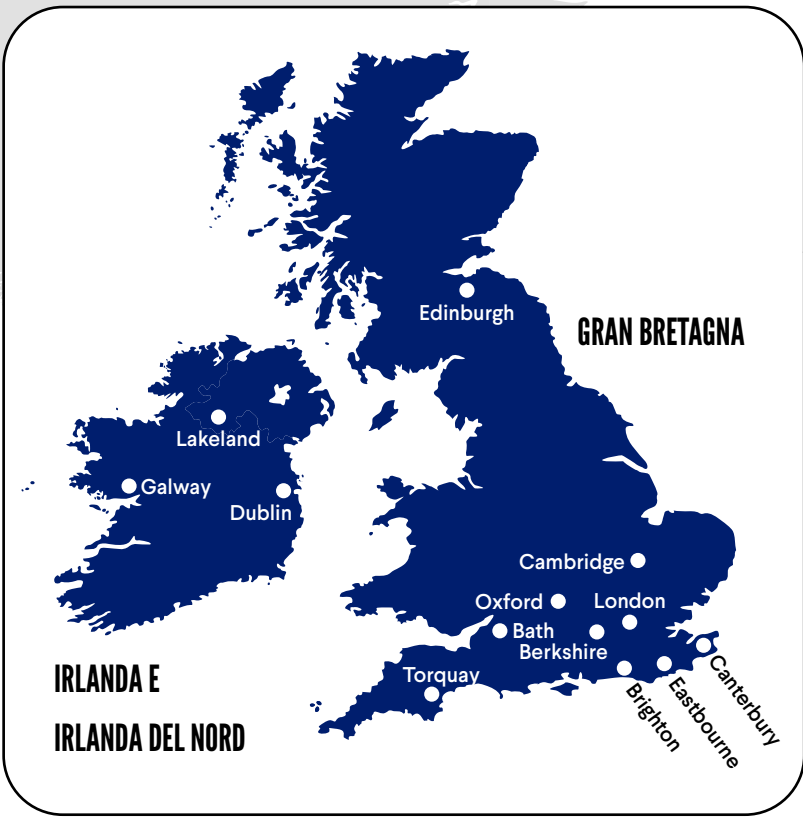 Edinburgh
GRAN BRETAGNA
Lakeland
Galway
Dublin
Cambridge
Oxford
London
Bath
Berkshire
Torquay
Brighton
Eastbourne
Canterbury
IRLANDA E
IRLANDA DEL NORD